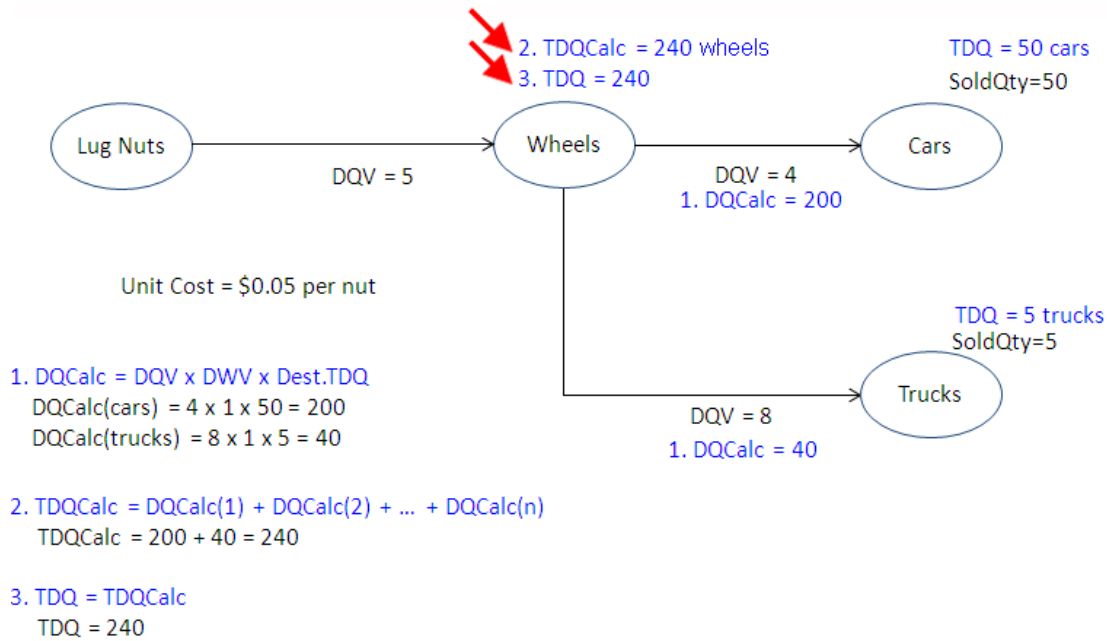 2. TDQCalc = 240 wheels
3. TDQ = 240
TDQ = 50 cars
SoldQty=50
Lug Nuts
Wheels
Cars
DQV = 5
DQV = 4
1. DQCalc = 200
Unit Cost = $0.05 per nut
TDQ = 5 trucks
SoldQty=5
Trucks
DQV = 8
1. DQCalc = 40
1. DQCalc = DQV x DWV x Dest.TDQ
DQCalc(cars) = 4 x 1 x 50 = 200
DQCalc(trucks) = 8 x 1 x 5 = 40
2. TDQCalc = DQCalc(1) + DQCalc(2) + ... + DQCalc(n)
TDQCalc = 200 + 40 = 240
3. TDQ = TDQCalc
TDQ = 240